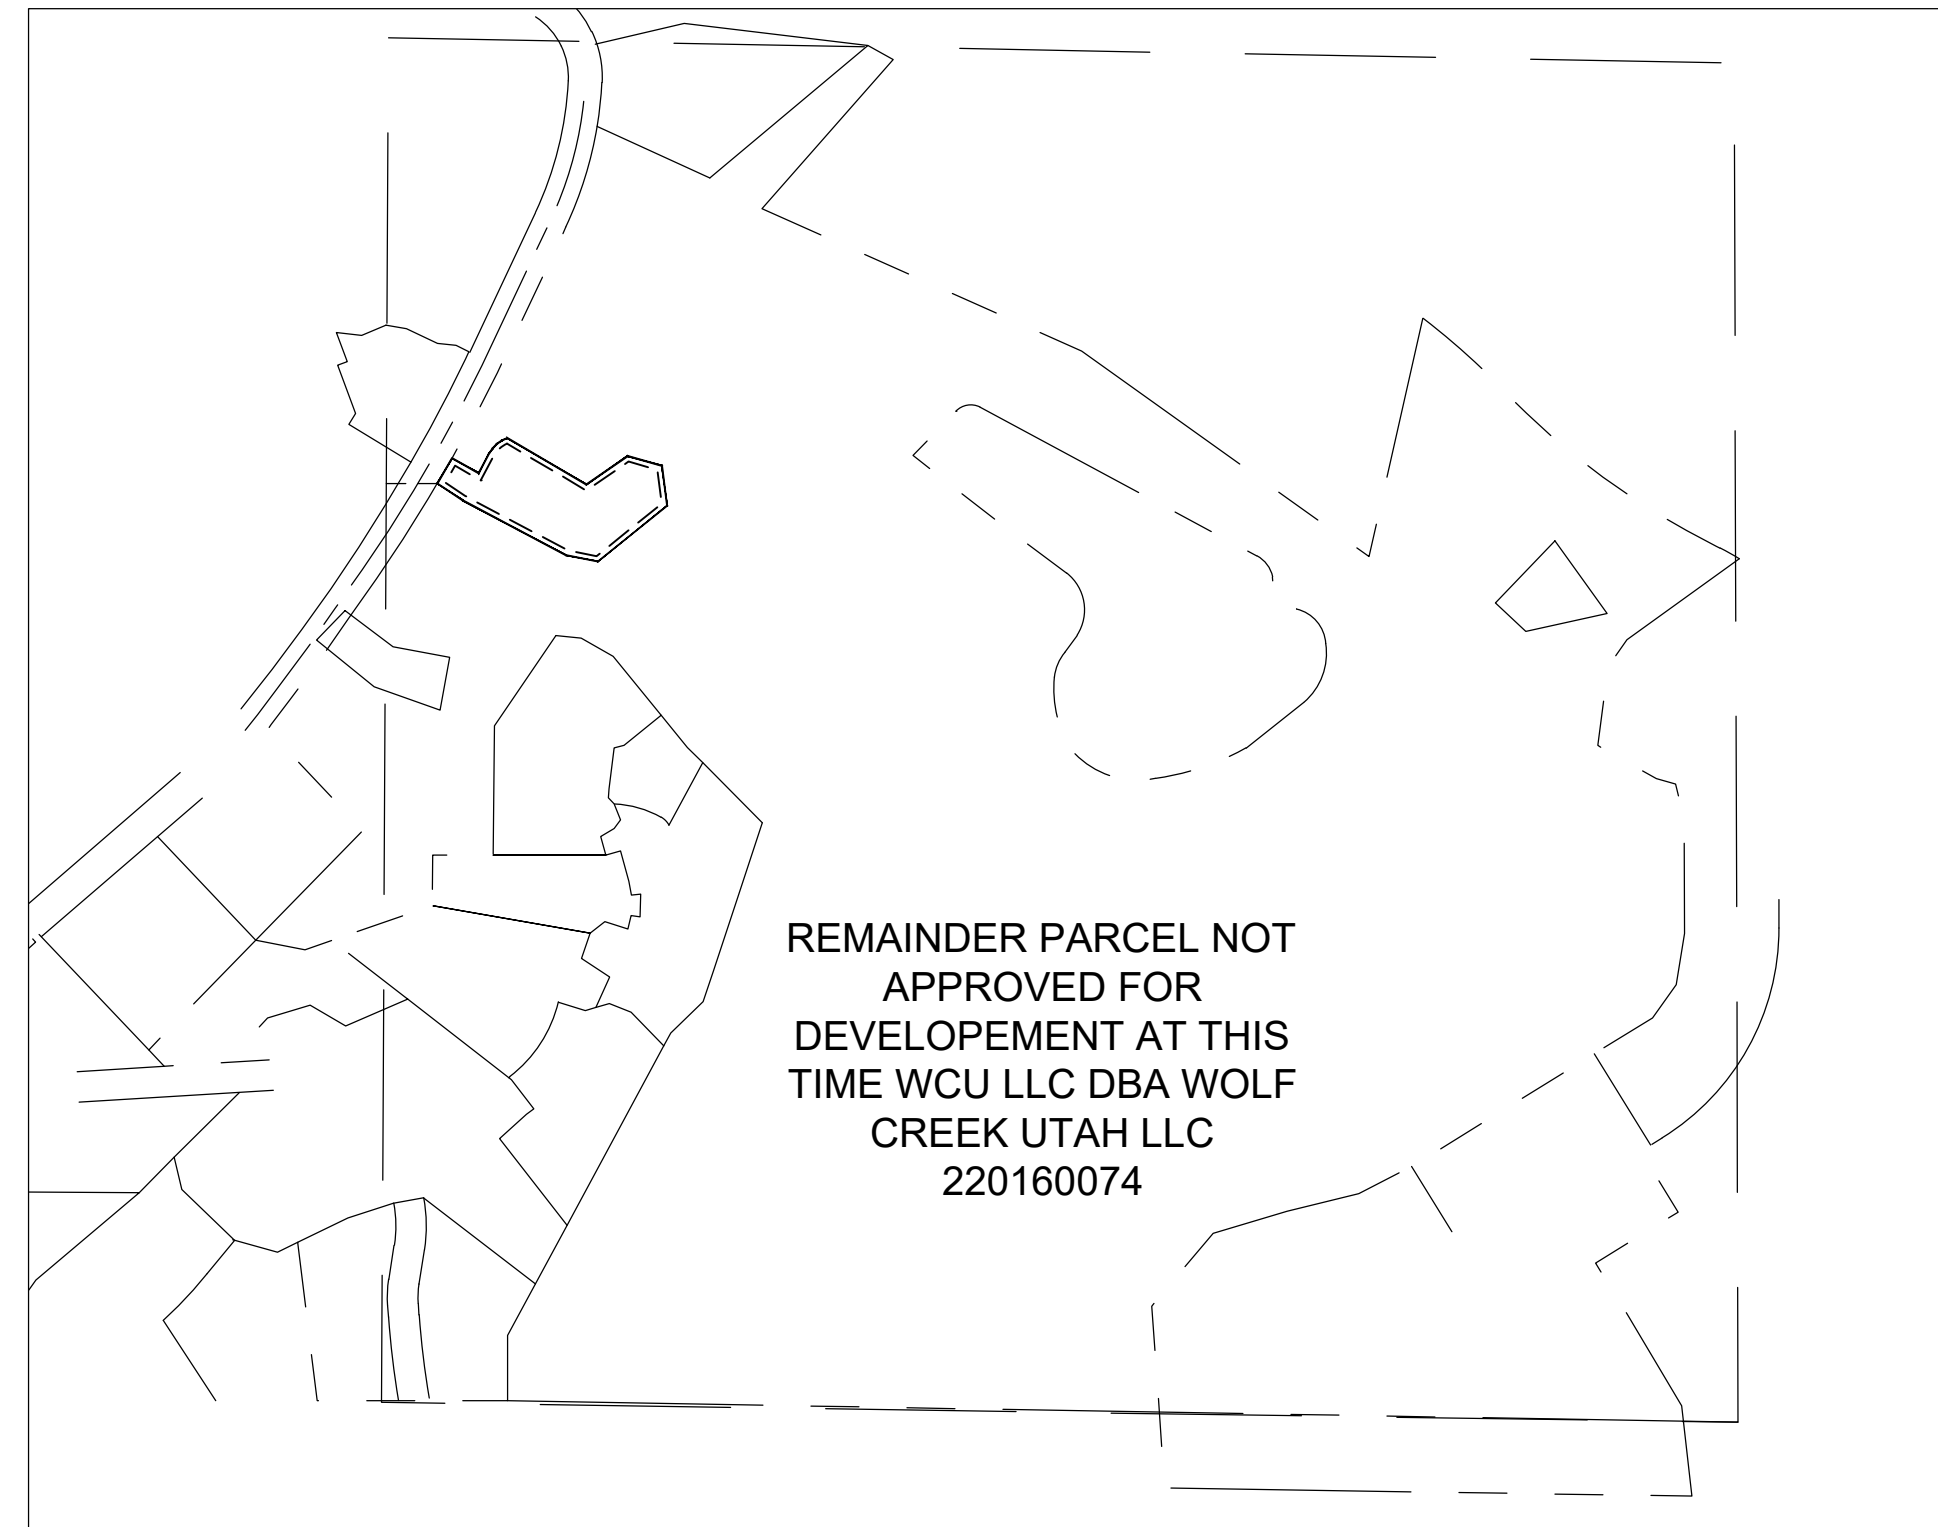 REMAINDER PARCEL NOT
APPROVED FOR
DEVELOPEMENT AT THIS
TIME WCU LLC DBA WOLF
CREEK UTAH LLC
220160074